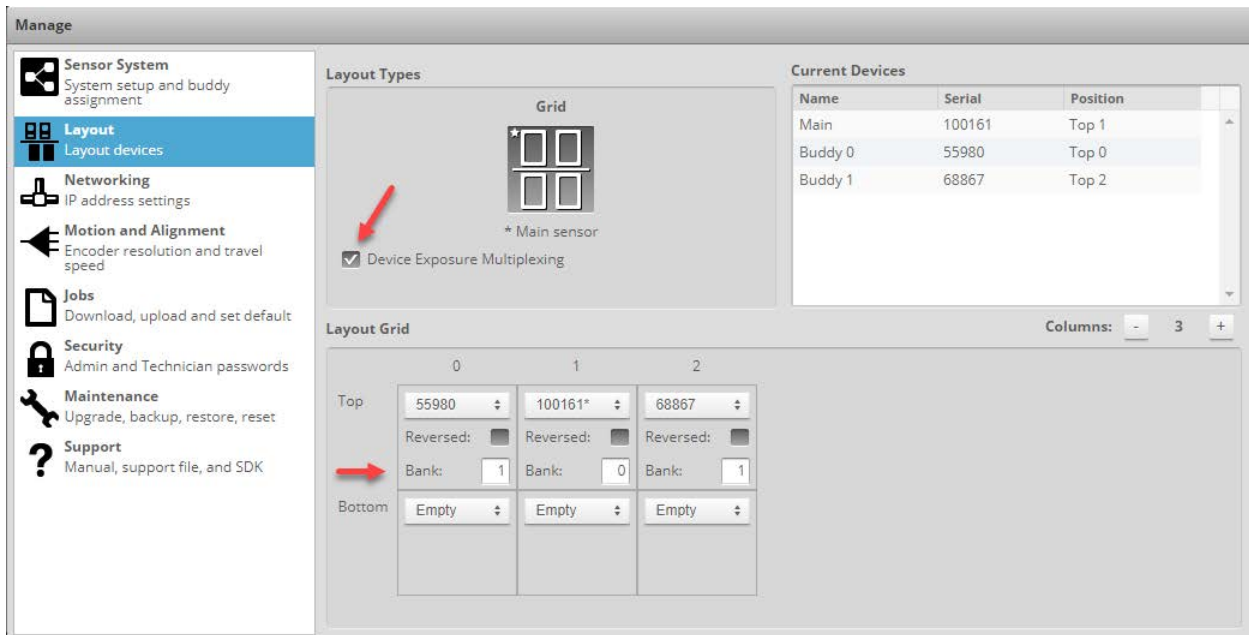 Manage
Sensor System
System setup and buddy
assignment
Layout
Layout devices
Networking
IP address settings
Motion and Alignment
Encoder resolution and travel
speed
Jobs
Download, upload and set default
Security
Admin and Technician passwords
Maintenance
Upgrade, backup, restore, reset
Support
Manual, support file, and SDK
Layout Types
Grid
* Main sensor
Device Exposure Multiplexing
Current Devices
Name Serial Position
Main 100161 Top 1
Buddy 0 55980 Top 0
Buddy 1 68867 Top 2
Layout Grid
Columns: - 3 +
0 1 2
Top 55980 100161* 68867
Reversed: Reversed: Reversed:
Bank: 1 Bank: 0 Bank: 1
Bottom Empty Empty Empty